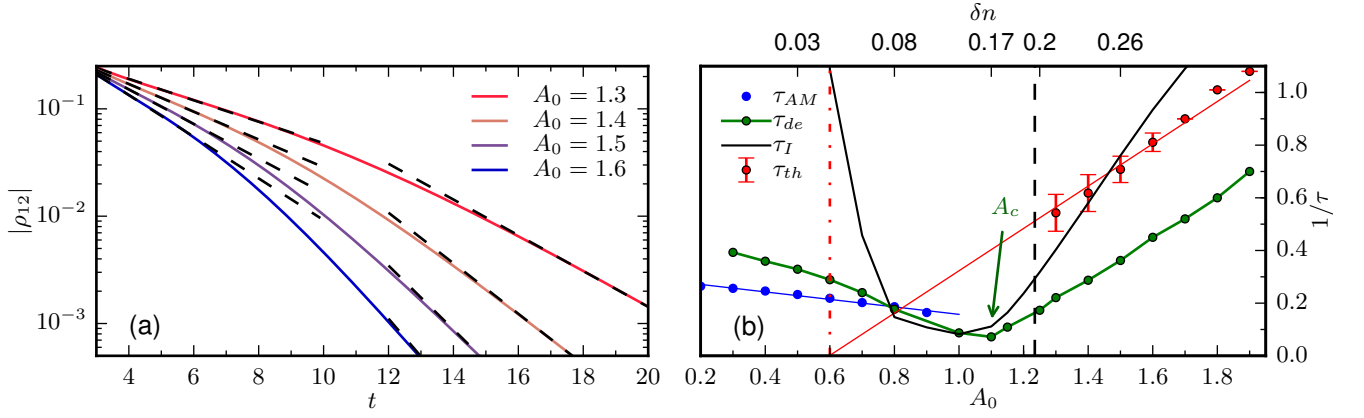 10⁻¹
10⁻²
10⁻³
|ρ₁₂|
A₀ = 1.3
A₀ = 1.4
A₀ = 1.5
A₀ = 1.6
(a)
4 6 8 10 12 14 16 18 20
t
δn
0.03 0.08 0.17 0.2 0.26
τ_AM
τ_de
τ_I
τ_th
A_c
(b)
1.0
0.8
0.6
0.4
0.2
0.0
1/τ
0.2 0.4 0.6 0.8 1.0 1.2 1.4 1.6 1.8
A₀